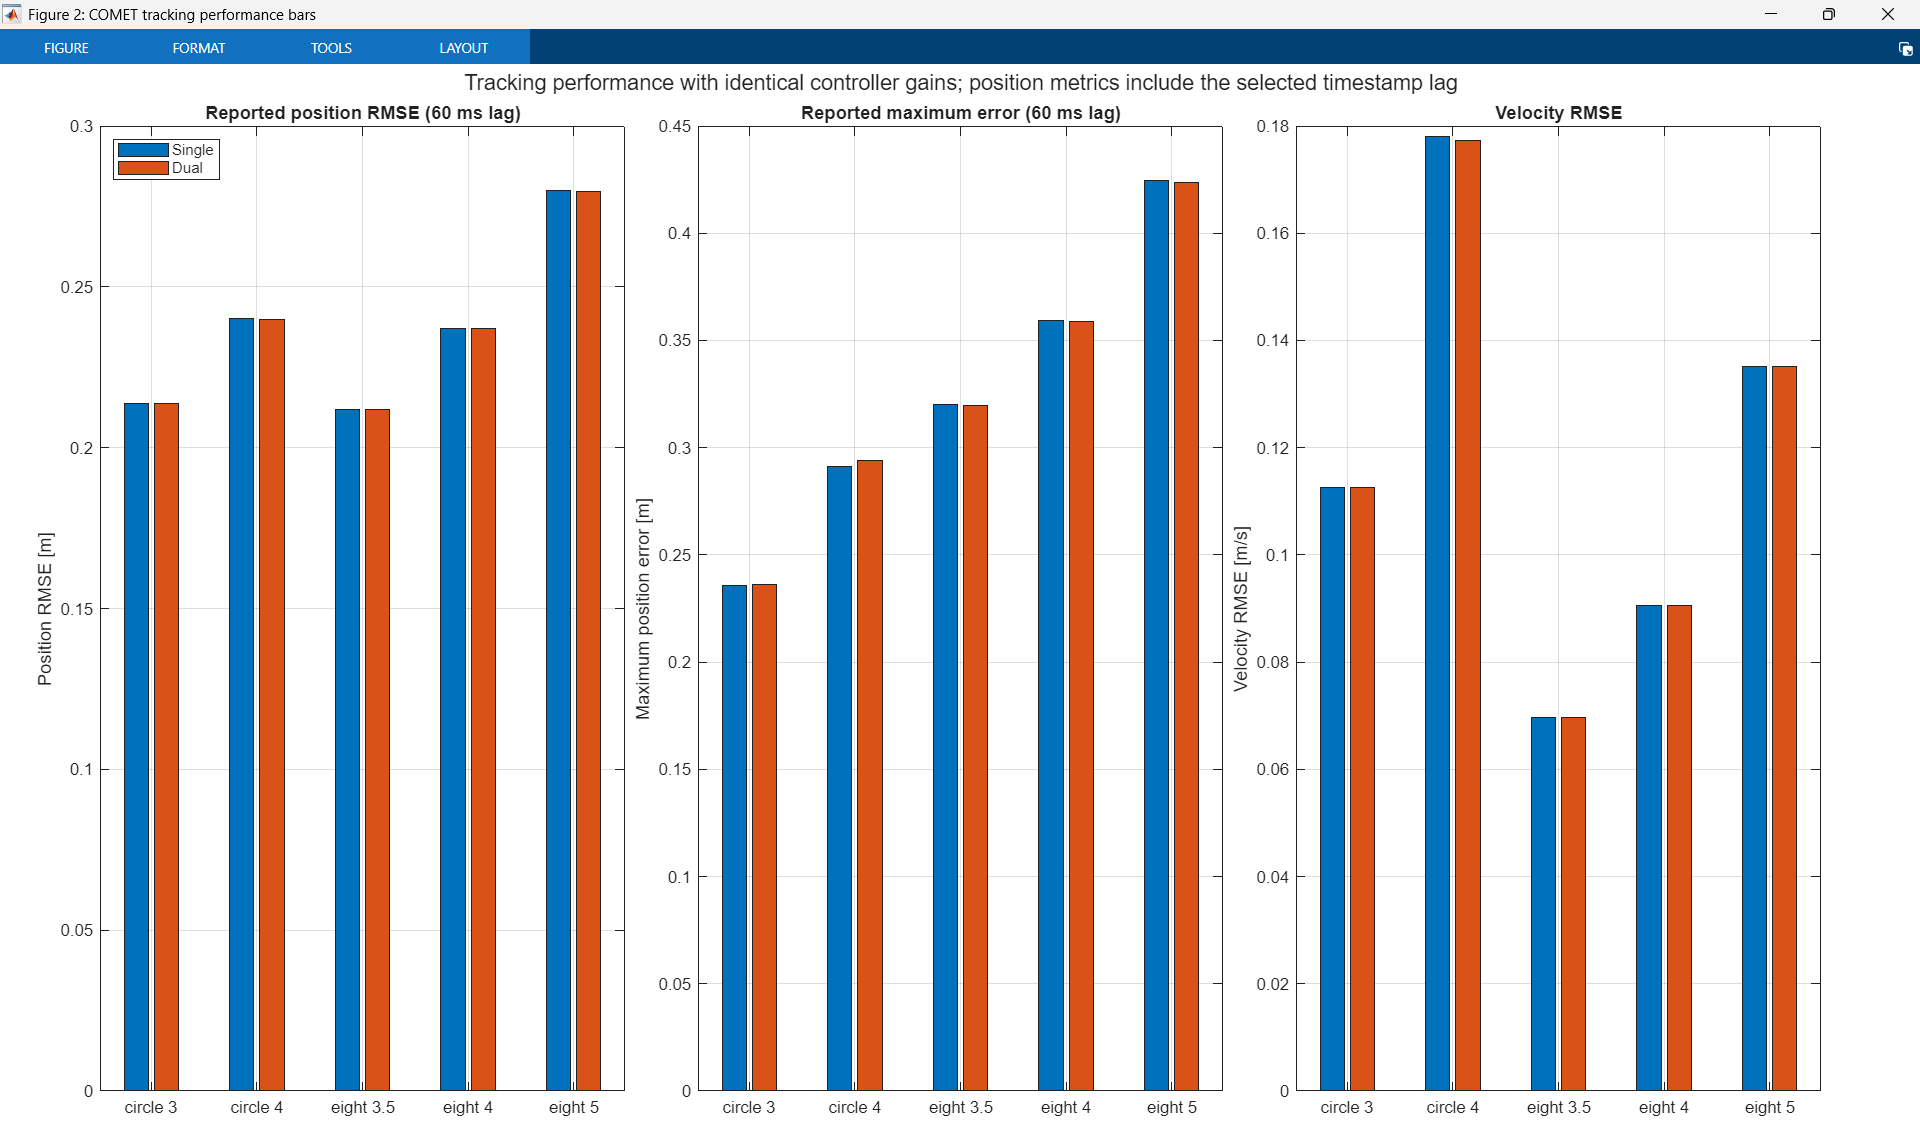 Figure 2: COMET tracking performance bars
FIGURE
FORMAT
TOOLS
LAYOUT
Tracking performance with identical controller gains; position metrics include the selected timestamp lag
Reported position RMSE (60 ms lag)
Single
Dual
Position RMSE [m]
0.3
0.25
0.2
0.15
0.1
0.05
0
circle 3
circle 4
eight 3.5
eight 4
eight 5
Reported maximum error (60 ms lag)
Maximum position error [m]
0.45
0.4
0.35
0.3
0.25
0.2
0.15
0.1
0.05
0
circle 3
circle 4
eight 3.5
eight 4
eight 5
Velocity RMSE
Velocity RMSE [m/s]
0.18
0.16
0.14
0.12
0.1
0.08
0.06
0.04
0.02
0
circle 3
circle 4
eight 3.5
eight 4
eight 5